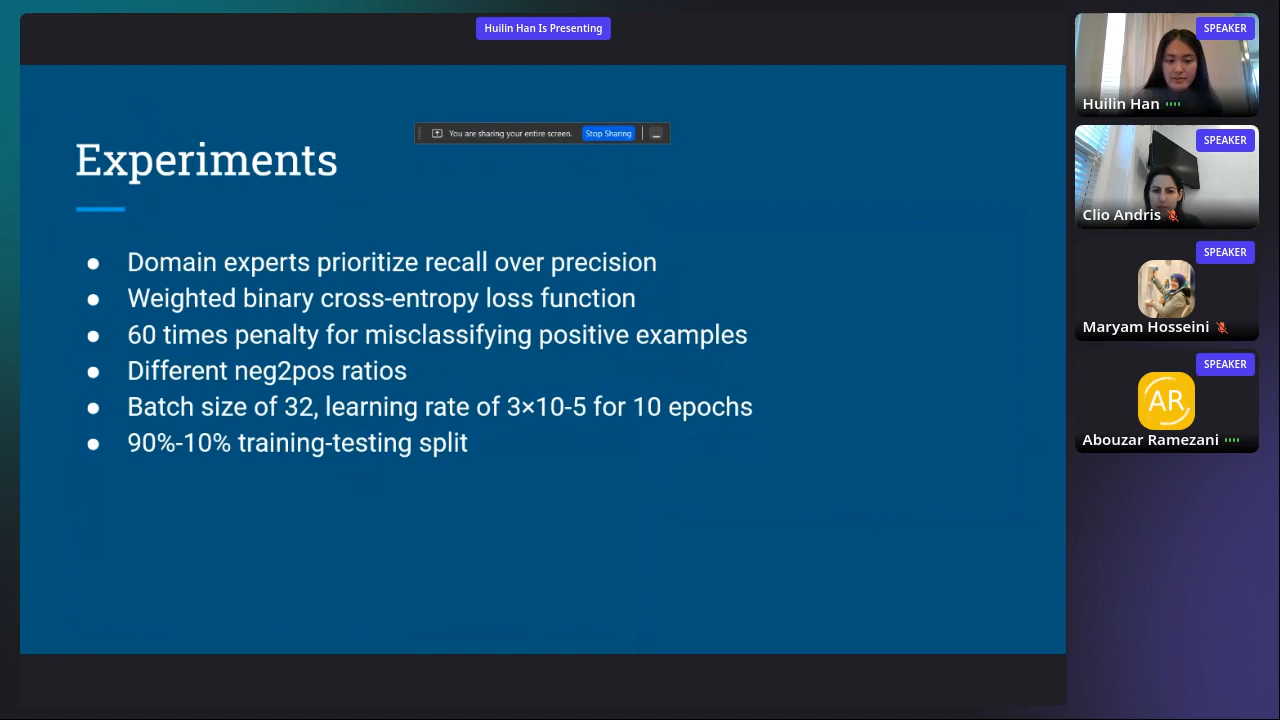 Huilin Han Is Presenting
You are sharing your entire screen. Stop Sharing
Experiments
● Domain experts prioritize recall over precision
● Weighted binary cross-entropy loss function
● 60 times penalty for misclassifying positive examples
● Different neg2pos ratios
● Batch size of 32, learning rate of 3×10-5 for 10 epochs
● 90%-10% training-testing split
SPEAKER
Huilin Han
SPEAKER
Clio Andris
SPEAKER
Maryam Hosseini
SPEAKER
AR
Abouzar Ramezani